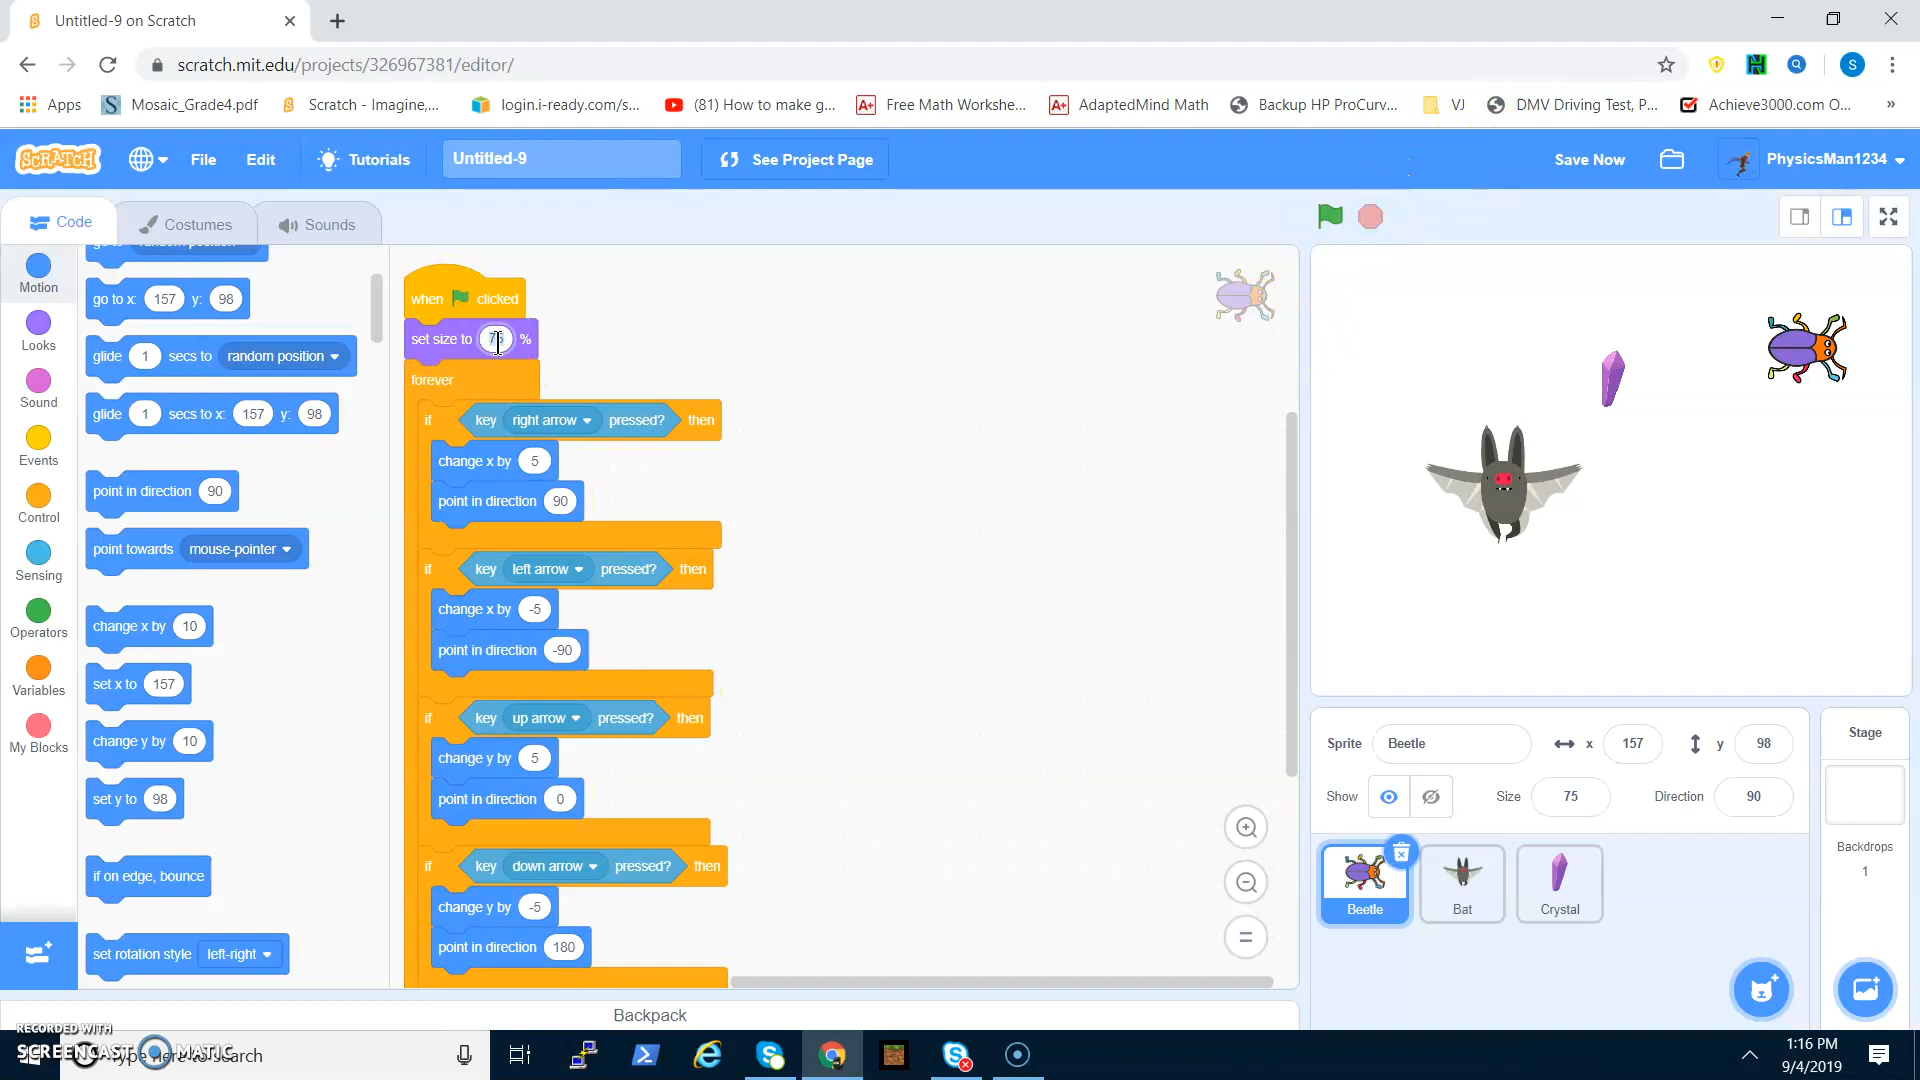 Untitled-9 on Scratch
scratch.mit.edu/projects/326967381/editor/
S
Apps
Mosaic_Grade4.pdf
Scratch - Imagine,...
login.i-ready.com/s...
(81) How to make g...
Free Math Workshe...
AdaptedMind Math
Backup HP ProCurv...
VJ
DMV Driving Test, P...
Achieve3000.com O...
»
SCRATCH
File
Edit
Tutorials
Untitled-9
See Project Page
Save Now
PhysicsMan1234
Code
Costumes
Sounds
Motion
Looks
Sound
Events
Control
Sensing
Operators
Variables
My Blocks
go to x: 157 y: 98
glide 1 secs to random position
glide 1 secs to x: 157 y: 98
point in direction 90
point towards mouse-pointer
change x by 10
set x to 157
change y by 10
set y to 98
if on edge, bounce
set rotation style left-right
when clicked
set size to 75 %
forever
if key right arrow pressed? then
change x by 5
point in direction 90
if key left arrow pressed? then
change x by -5
point in direction -90
if key up arrow pressed? then
change y by 5
point in direction 0
if key down arrow pressed? then
change y by -5
point in direction 180
Backpack
Sprite Beetle x 157 y 98
Show Size 75 Direction 90
Beetle
Bat
Crystal
Stage
Backdrops
1
RECORDED WITH
SCREENCAST MATIC
Type here to search
1:16 PM
9/4/2019